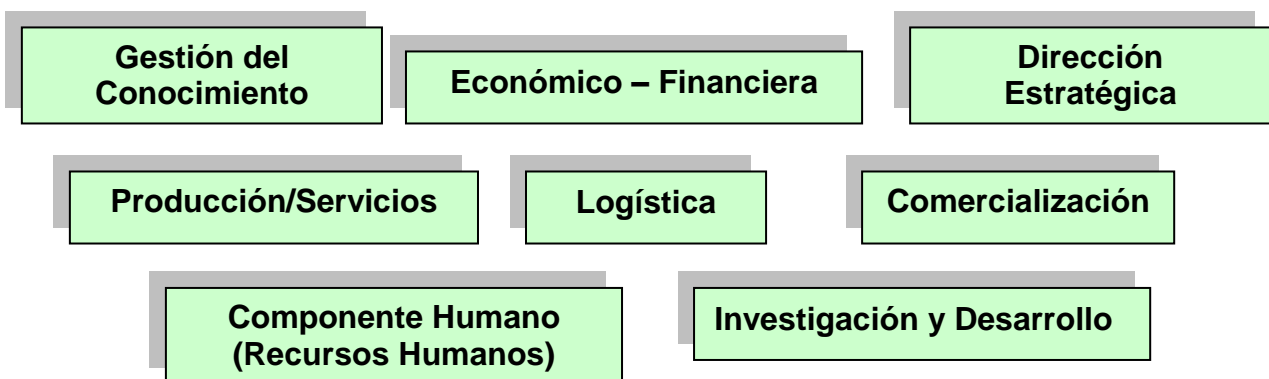 Gestión del
Conocimiento
Económico – Financiera
Dirección
Estratégica
Producción/Servicios
Logística
Comercialización
Componente Humano
(Recursos Humanos)
Investigación y Desarrollo